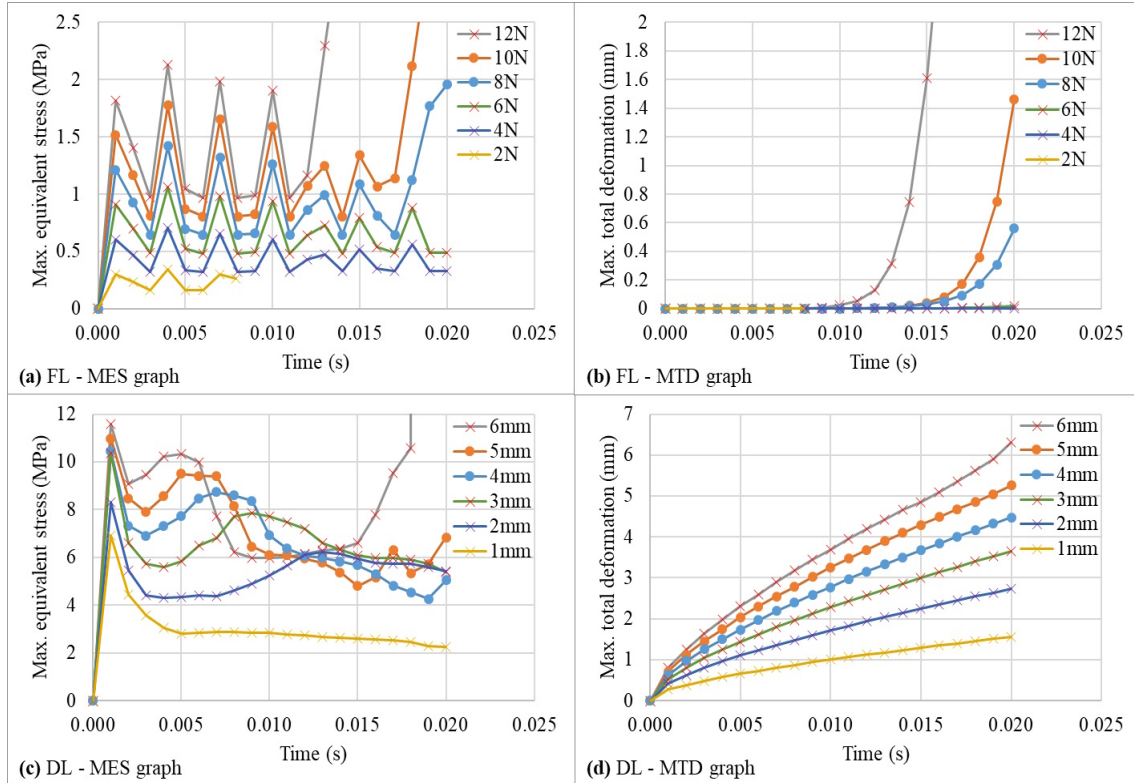 Max. equivalent stress (MPa)
2.5
2
1.5
1
0.5
0
0.000 0.005 0.010 0.015 0.020 0.025
Time (s)
12N
10N
8N
6N
4N
2N
(a) FL - MES graph
Max. total deformation (mm)
2
1.8
1.6
1.4
1.2
1
0.8
0.6
0.4
0.2
0
0.000 0.005 0.010 0.015 0.020 0.025
Time (s)
12N
10N
8N
6N
4N
2N
(b) FL - MTD graph
Max. equivalent stress (MPa)
12
10
8
6
4
2
0
0.000 0.005 0.010 0.015 0.020 0.025
Time (s)
6mm
5mm
4mm
3mm
2mm
1mm
(c) DL - MES graph
Max. total deformation (mm)
7
6
5
4
3
2
1
0
0.000 0.005 0.010 0.015 0.020 0.025
Time (s)
6mm
5mm
4mm
3mm
2mm
1mm
(d) DL - MTD graph